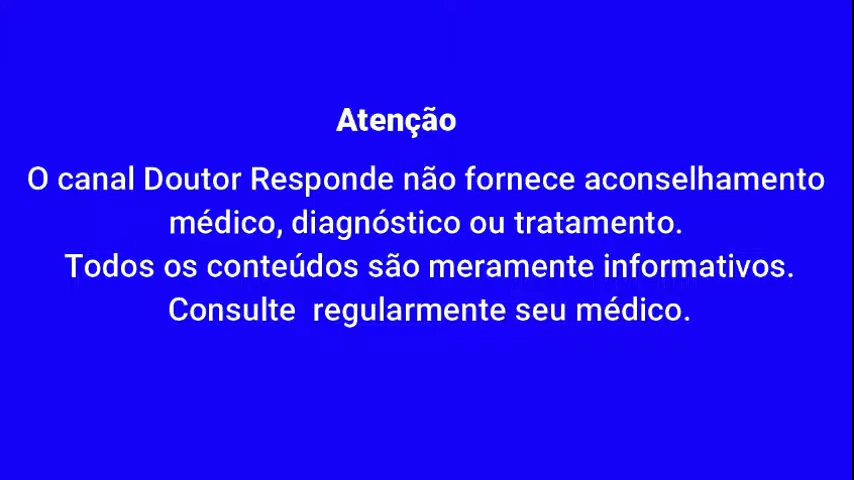 Atenção
O canal Doutor Responde não fornece aconselhamento
médico, diagnóstico ou tratamento.
Todos os conteúdos são meramente informativos.
Consulte  regularmente seu médico.